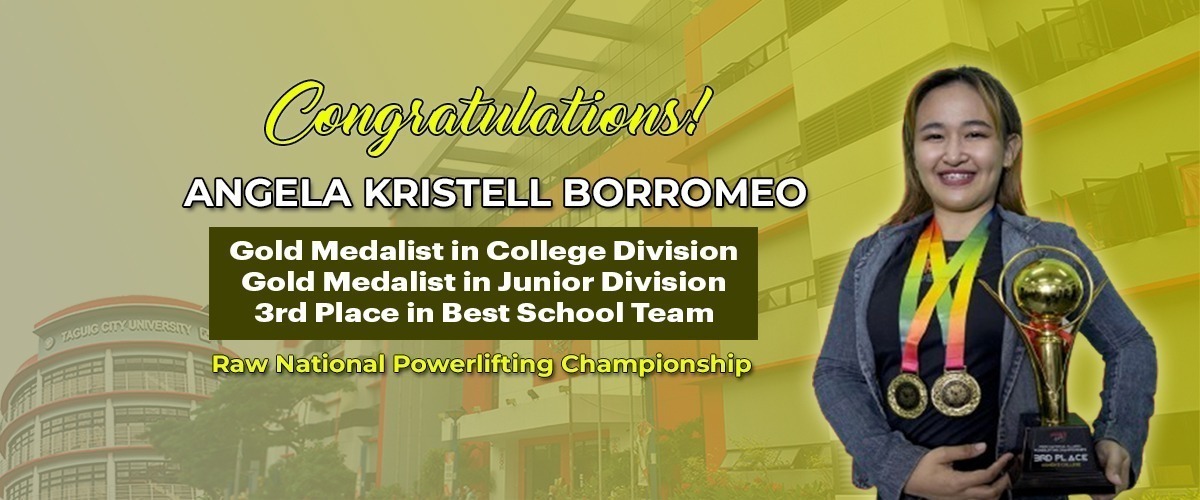 Congratulations!
ANGELA KRISTELL BORROMEO
Gold Medalist in College Division
Gold Medalist in Junior Division
3rd Place in Best School Team
Raw National Powerlifting Championship
TAGUIG CITY UNIVERSITY
3RD PLACE